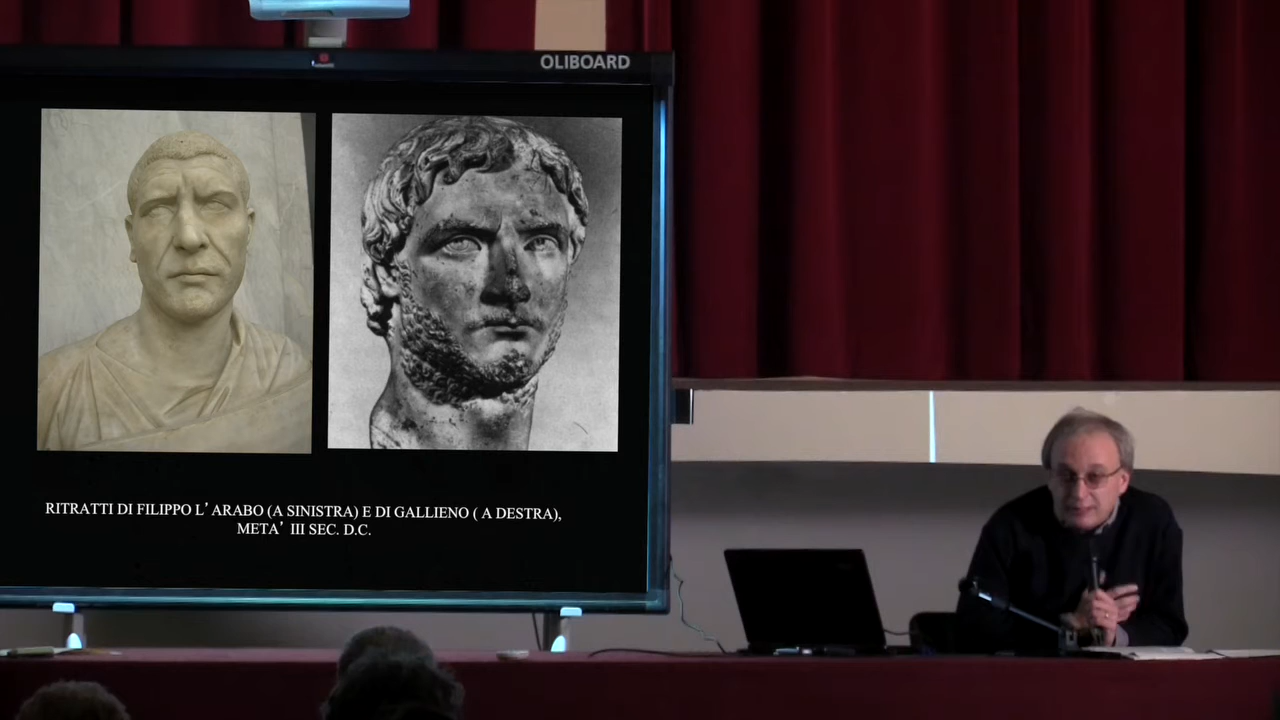 OLIBOARD
RITRATTI DI FILIPPO L’ ARABO (A SINISTRA) E DI GALLIENO ( A DESTRA),
META’ III SEC. D.C.